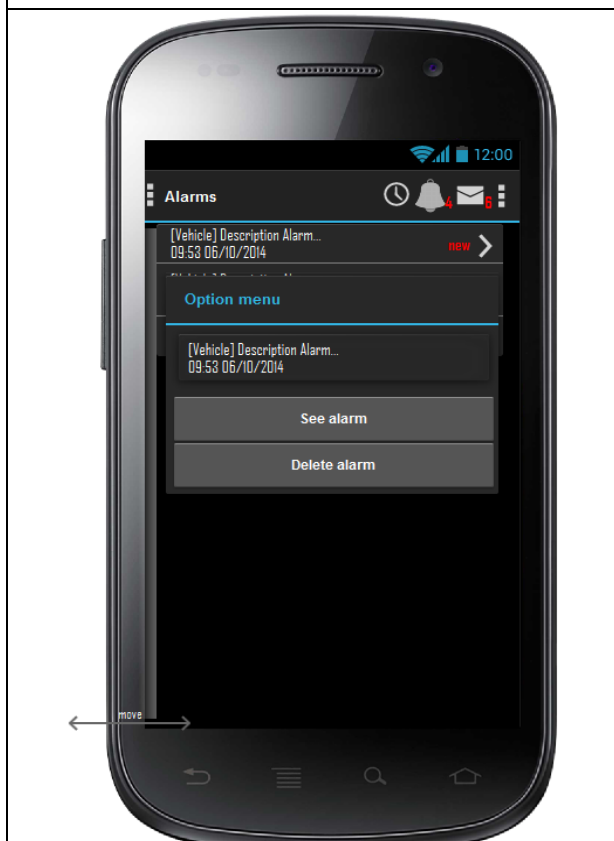 12:00
Alarms
4
6
[Vehicle] Description Alarm...
09:53 06/10/2014
new
Option menu
[Vehicle] Description Alarm...
09:53 06/10/2014
See alarm
Delete alarm
move